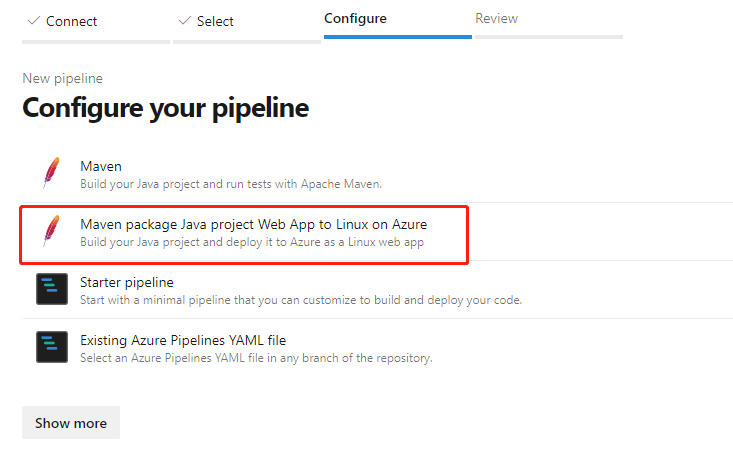 Connect
Select
Configure
Review
New pipeline
Configure your pipeline
Maven
Build your Java project and run tests with Apache Maven.
Maven package Java project Web App to Linux on Azure
Build your Java project and deploy it to Azure as a Linux web app
Starter pipeline
Start with a minimal pipeline that you can customize to build and deploy your code.
Existing Azure Pipelines YAML file
Select an Azure Pipelines YAML file in any branch of the repository.
Show more